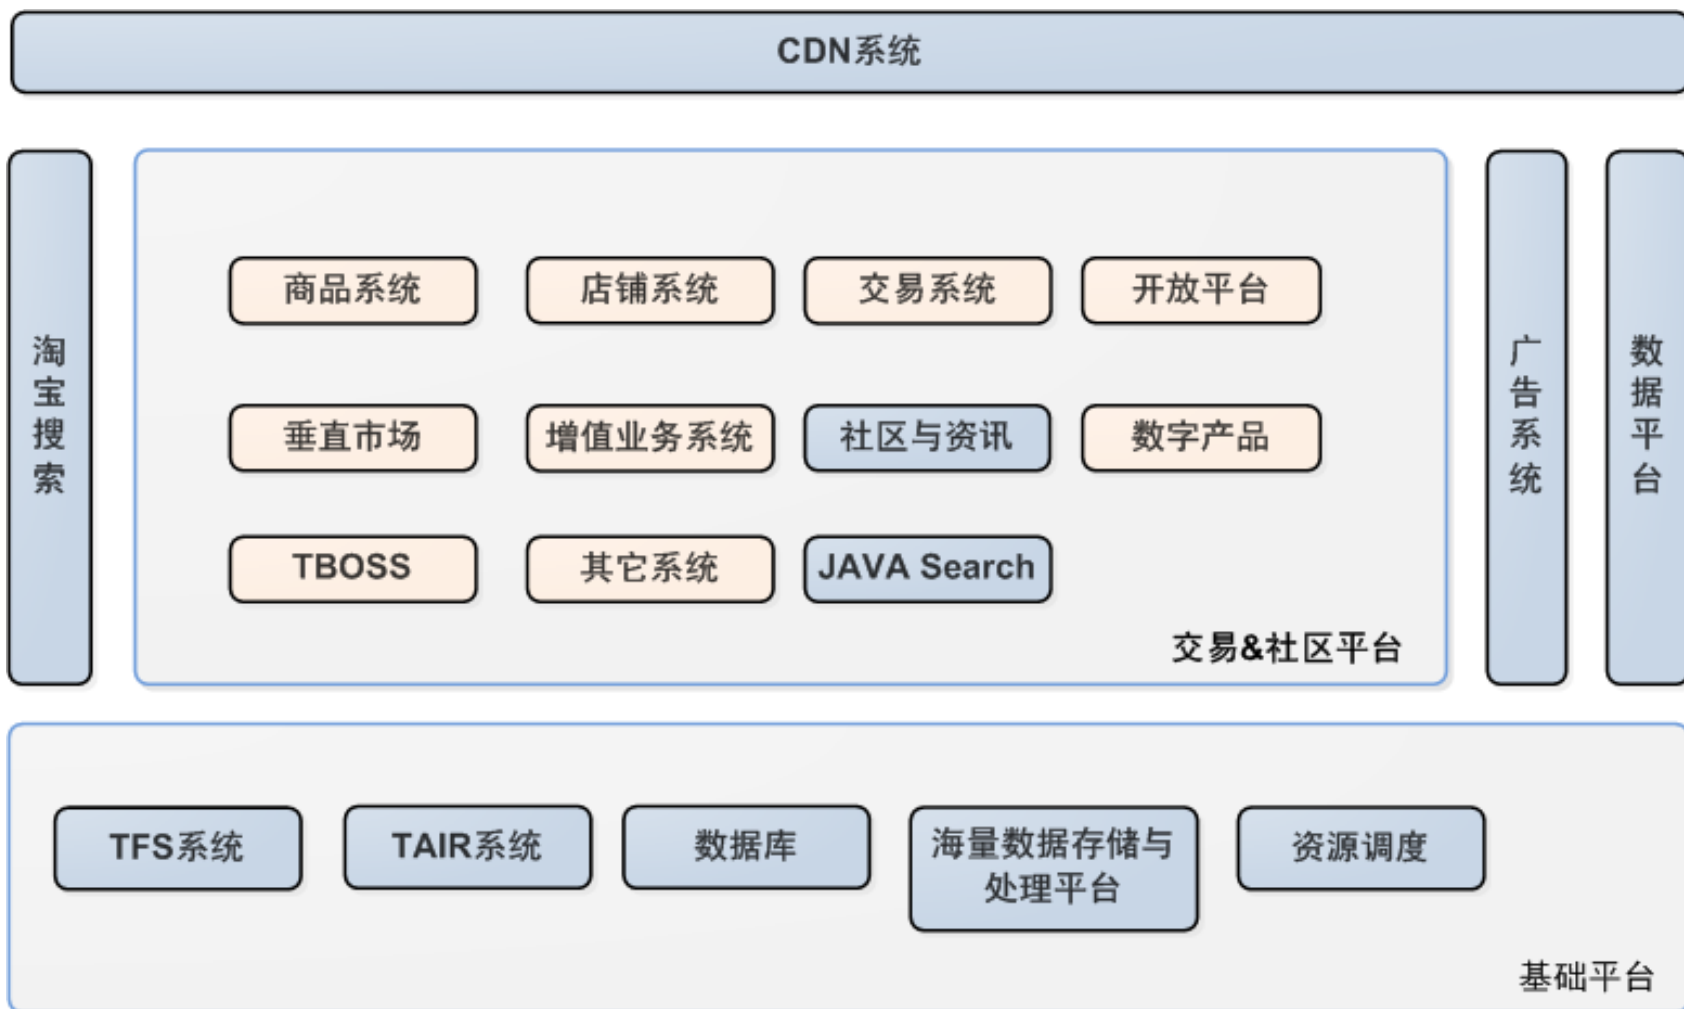 CDN系统
淘宝搜索
商品系统
店铺系统
交易系统
开放平台
垂直市场
增值业务系统
社区与资讯
数字产品
TBOSS
其它系统
JAVA Search
交易&社区平台
广告系统
数据平台
TFS系统
TAIR系统
数据库
海量数据存储与
处理平台
资源调度
基础平台